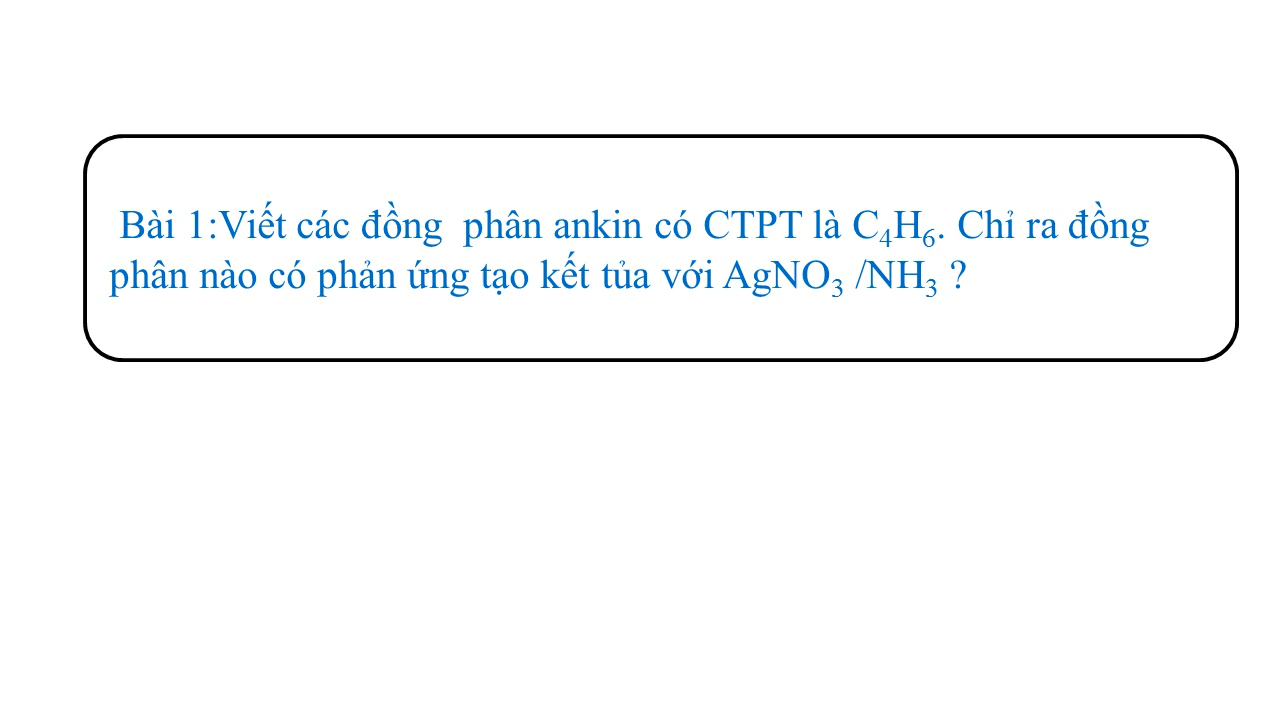 Bài 1:Viết các đồng  phân ankin có CTPT là C₄H₆. Chỉ ra đồng
phân nào có phản ứng tạo kết tủa với AgNO₃ /NH₃ ?